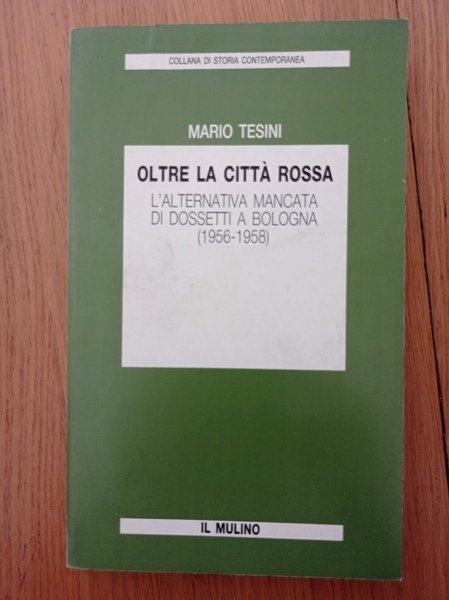 COLLANA DI STORIA CONTEMPORANEA
MARIO TESINI
OLTRE LA CITTÀ ROSSA
L'ALTERNATIVA MANCATA
DI DOSSETTI A BOLOGNA
(1956-1958)
IL MULINO